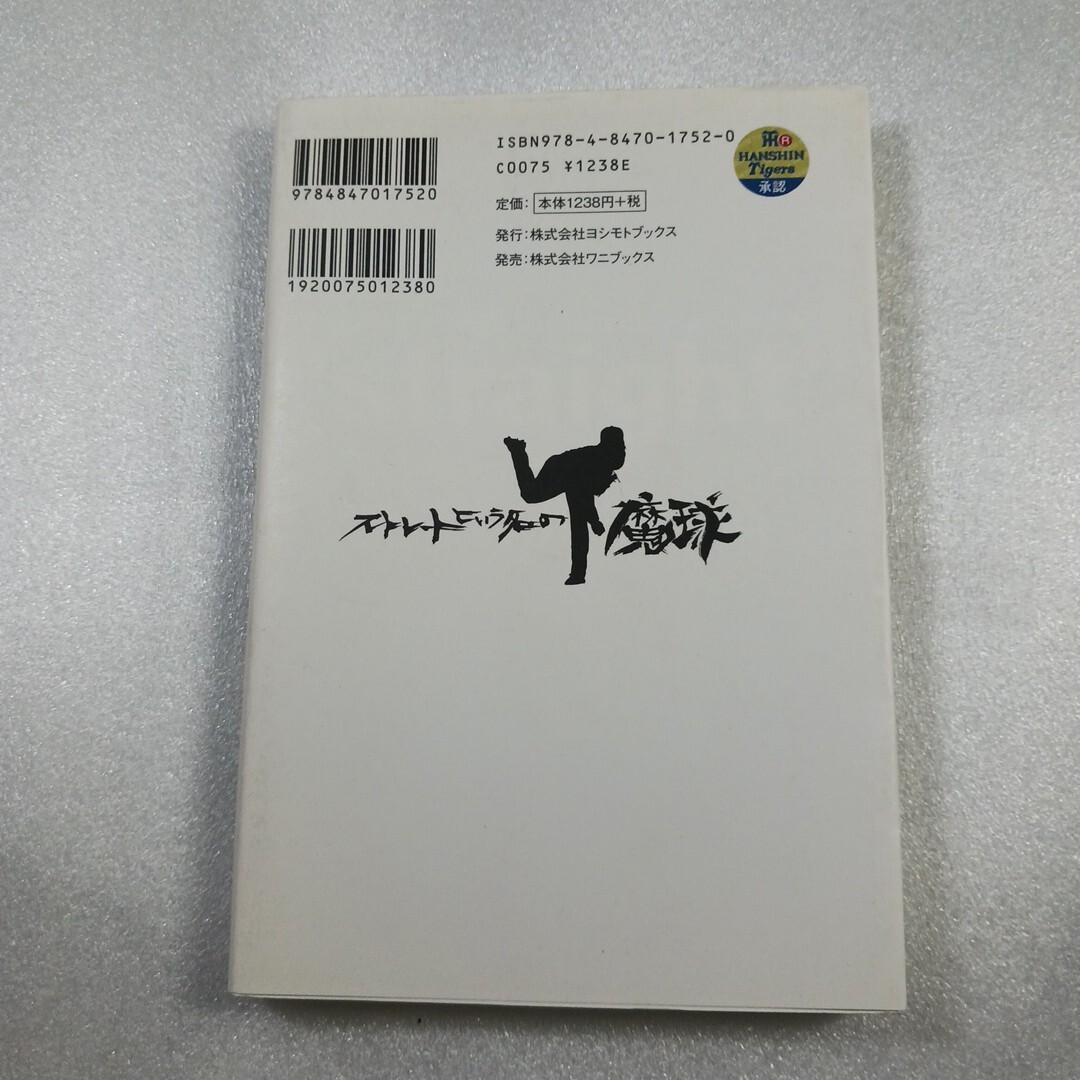 9784847017520
1920075012380
ISBN978-4-8470-1752-0
C0075 ¥1238E
定価: 本体1238円+税
発行:株式会社ヨシモトブックス
発売:株式会社ワニブックス
R
HANSHIN
Tigers
承認
ストレートという名の魔球